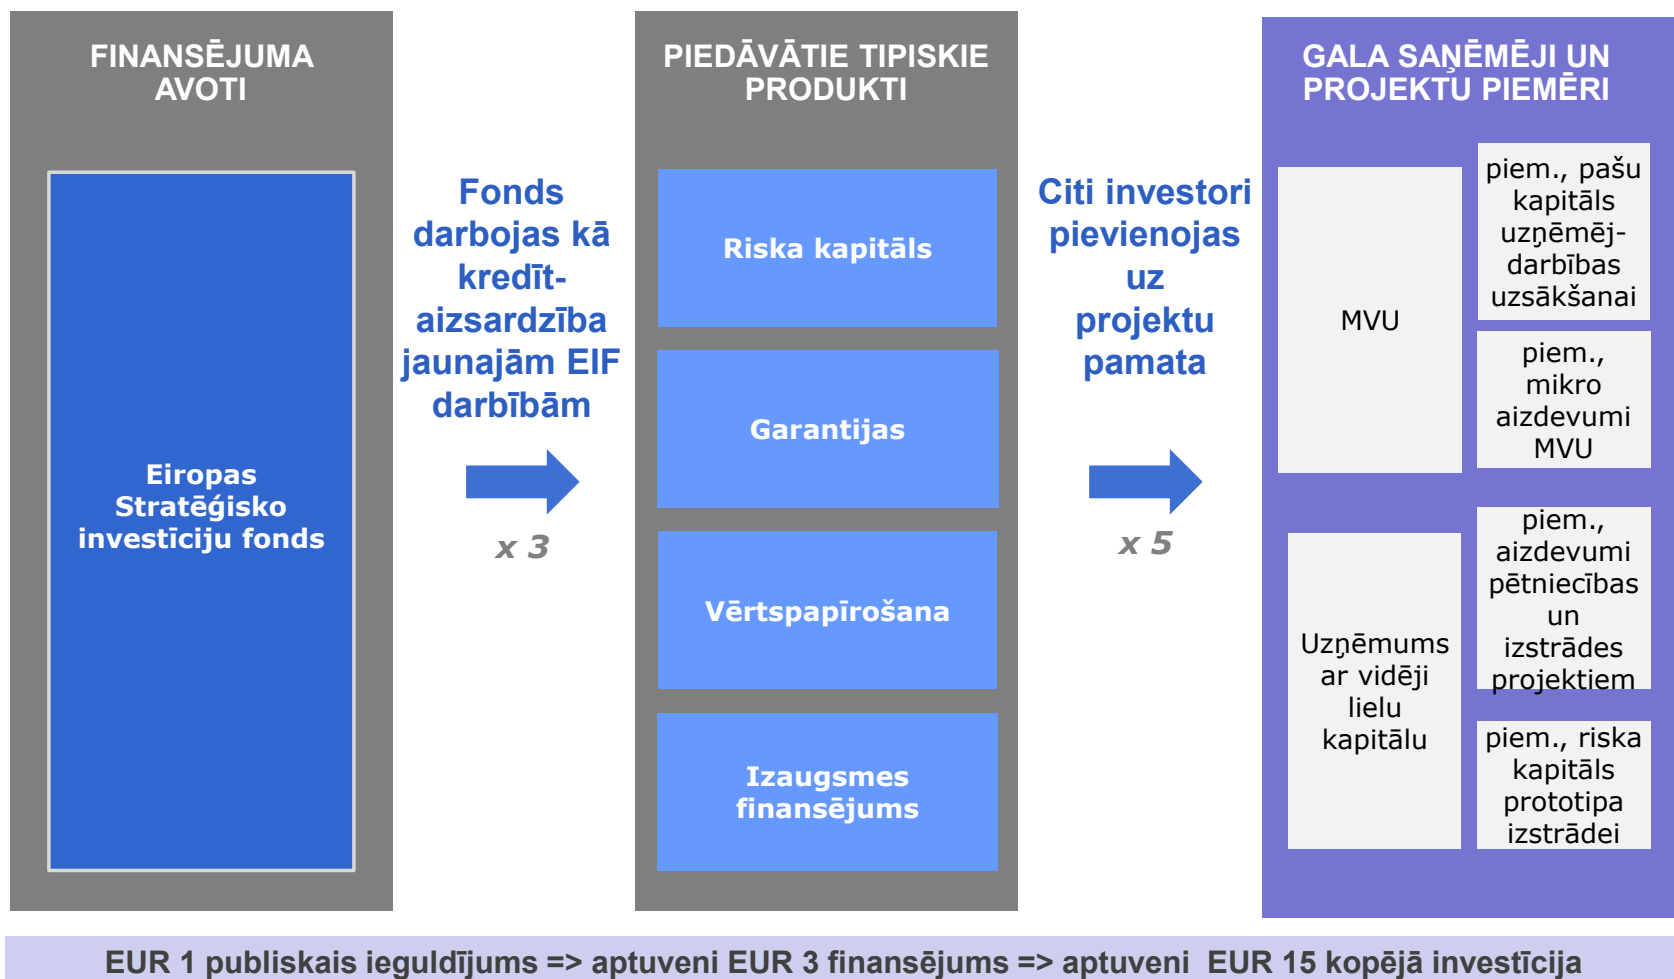 FINANSĒJUMA
AVOTI
Eiropas
Stratēģisko
investīciju fonds
Fonds
darbojas kā
kredīt-
aizsardzība
jaunajām EIF
darbībām
x 3
PIEDĀVĀTIE TIPISKIE
PRODUKTI
Riska kapitāls
Garantijas
Vērtspapīrošana
Izaugsmes
finansējums
Citi investori
pievienojas
uz
projektu
pamata
x 5
GALA SAŅĒMĒJI UN
PROJEKTU PIEMĒRI
MVU
piem., pašu
kapitāls
uzņēmēj-
darbības
uzsākšanai
piem.,
mikro
aizdevumi
MVU
Uzņēmums
ar vidēji
lielu
kapitālu
piem.,
aizdevumi
pētniecības
un
izstrādes
projektiem
piem., riska
kapitāls
prototipa
izstrādei
EUR 1 publiskais ieguldījums => aptuveni EUR 3 finansējums => aptuveni  EUR 15 kopējā investīcija